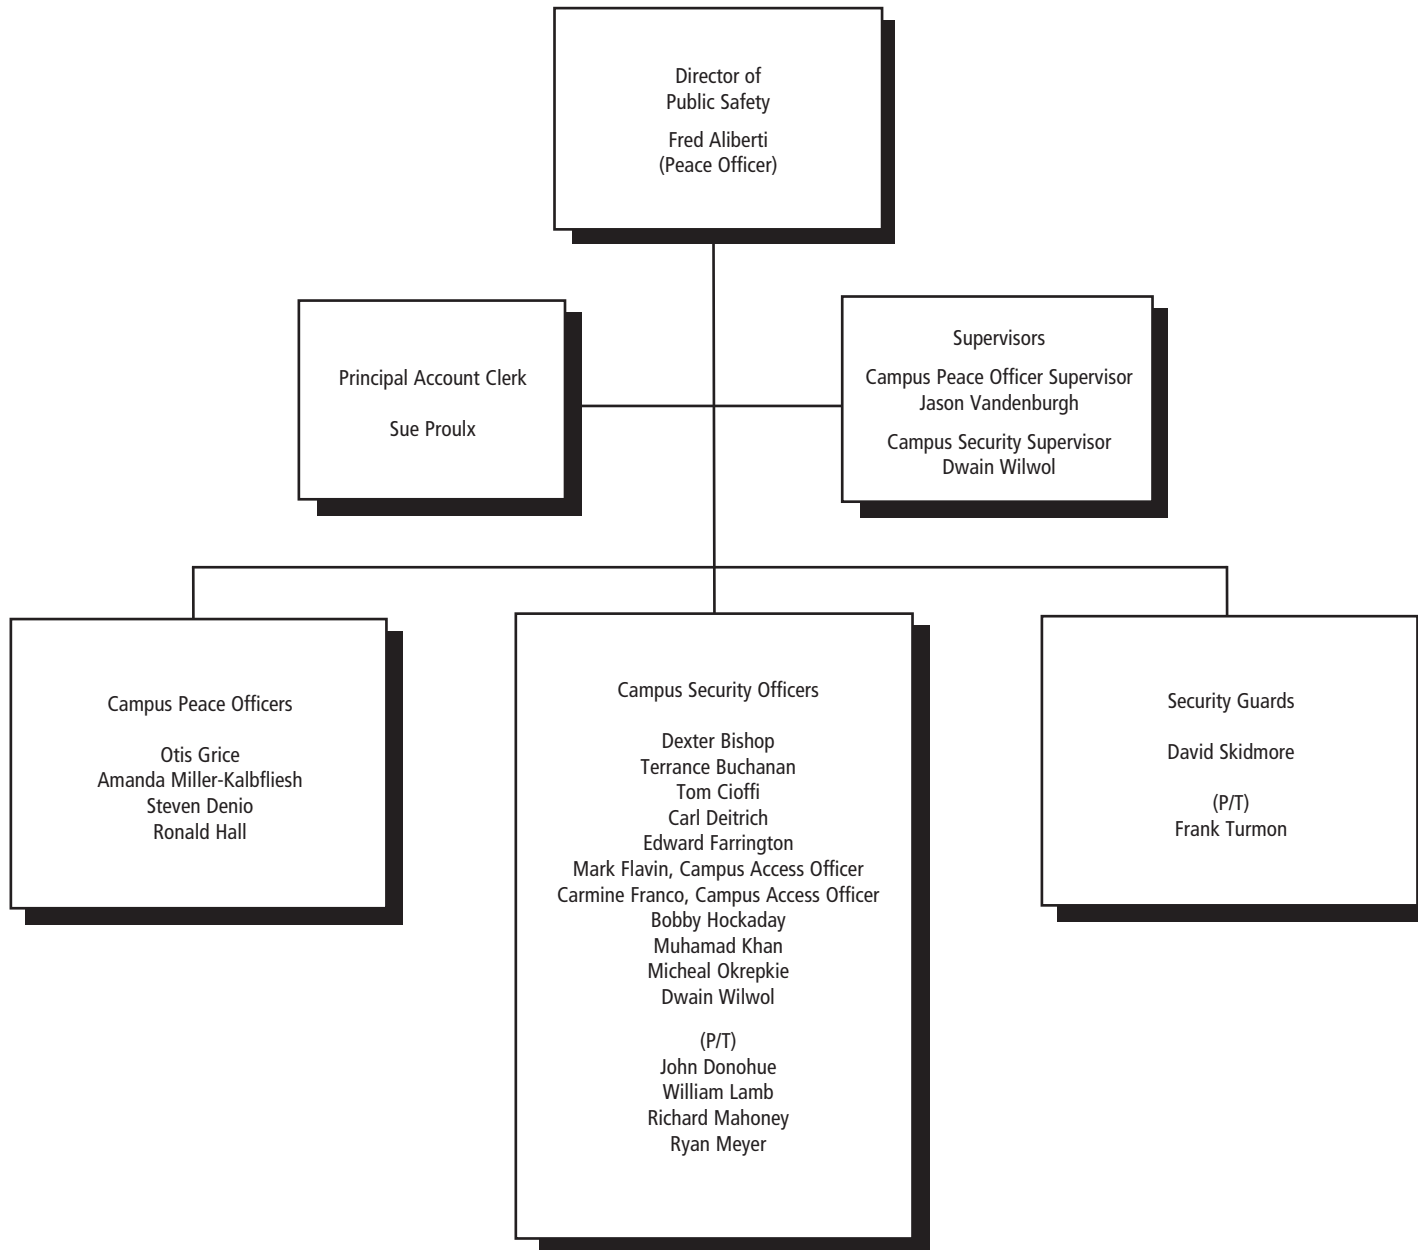 Director of
Public Safety
Fred Aliberti
(Peace Officer)
Principal Account Clerk
Sue Proulx
Supervisors
Campus Peace Officer Supervisor
Jason Vandenburgh
Campus Security Supervisor
Dwain Wilwol
Campus Peace Officers
Otis Grice
Amanda Miller-Kalbfliesh
Steven Denio
Ronald Hall
Campus Security Officers
Dexter Bishop
Terrance Buchanan
Tom Cioffi
Carl Deitrich
Edward Farrington
Mark Flavin, Campus Access Officer
Carmine Franco, Campus Access Officer
Bobby Hockaday
Muhamad Khan
Micheal Okrepkie
Dwain Wilwol
(P/T)
John Donohue
William Lamb
Richard Mahoney
Ryan Meyer
Security Guards
David Skidmore
(P/T)
Frank Turmon